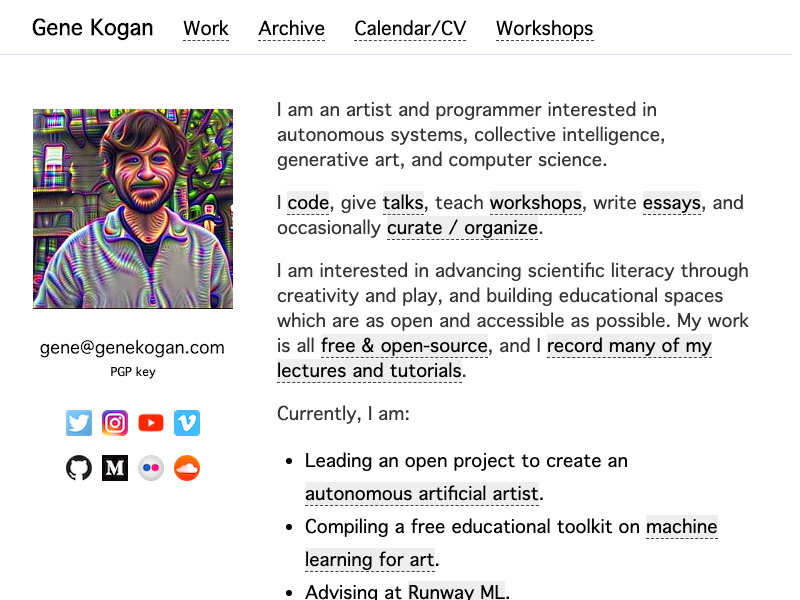 Gene Kogan Work Archive Calendar/CV Workshops
I am an artist and programmer interested in
autonomous systems, collective intelligence,
generative art, and computer science.
I code, give talks, teach workshops, write essays, and
occasionally curate / organize.
I am interested in advancing scientific literacy through
creativity and play, and building educational spaces
which are as open and accessible as possible. My work
is all free & open-source, and I record many of my
lectures and tutorials.
gene@genekogan.com
PGP key
M
Currently, I am:
• Leading an open project to create an
autonomous artificial artist.
• Compiling a free educational toolkit on machine
learning for art.
• Advising at Runway ML.